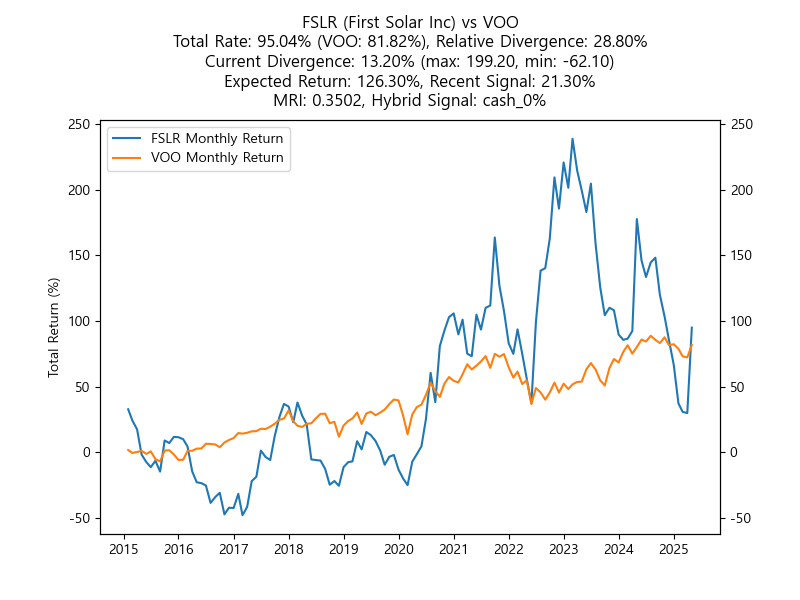 FSLR (First Solar Inc) vs VOO
Total Rate: 95.04% (VOO: 81.82%), Relative Divergence: 28.80%
Current Divergence: 13.20% (max: 199.20, min: -62.10)
Expected Return: 126.30%, Recent Signal: 21.30%
MRI: 0.3502, Hybrid Signal: cash_0%
FSLR Monthly Return
VOO Monthly Return
Total Return (%)
250
200
150
100
50
0
-50
250
200
150
100
50
0
-50
2015 2016 2017 2018 2019 2020 2021 2022 2023 2024 2025